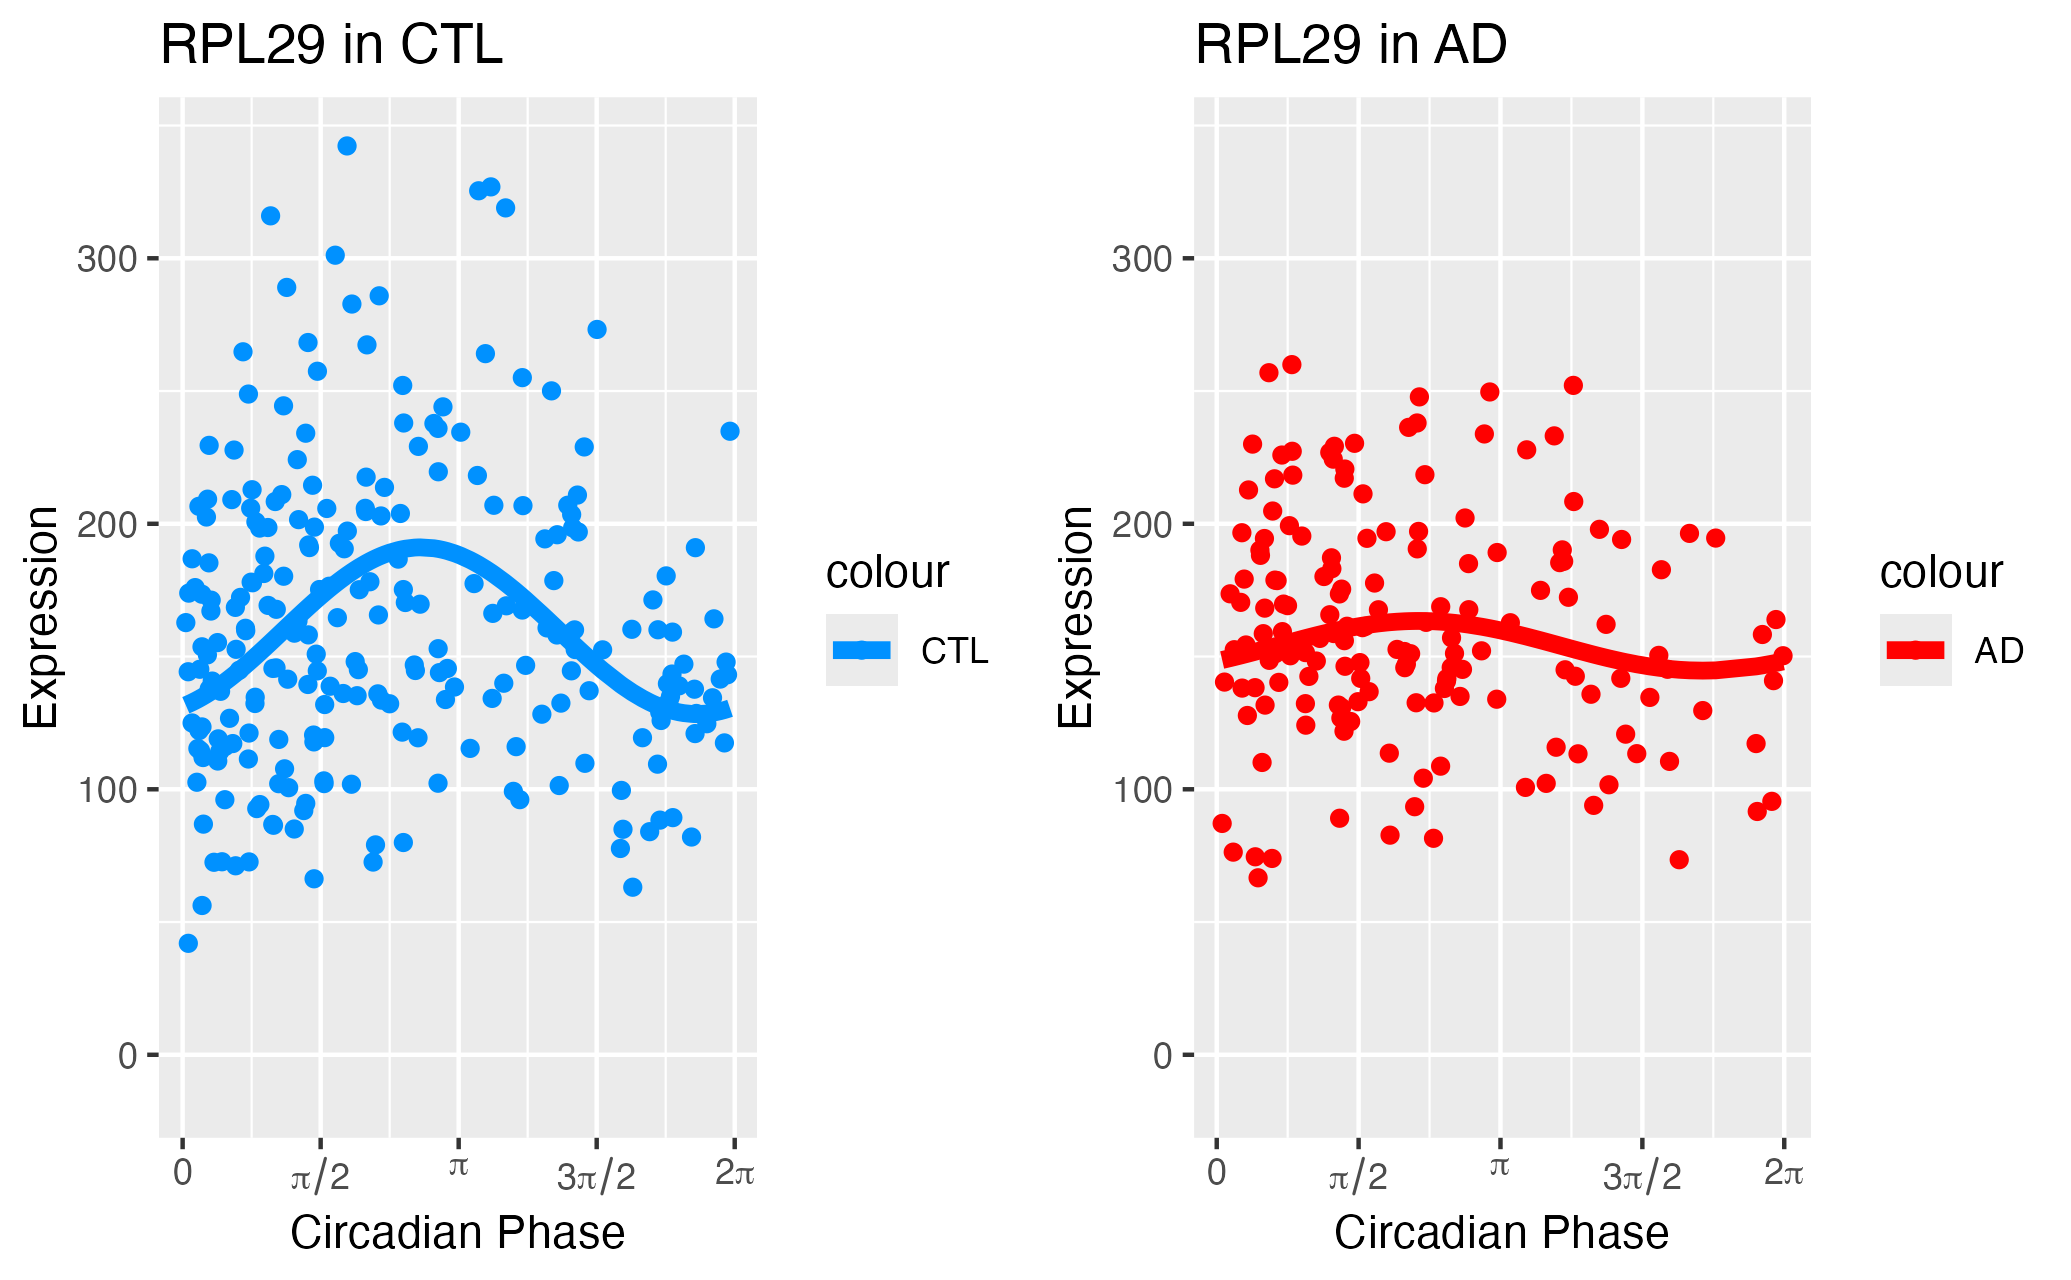 RPL29 in CTL
300
200
100
0
Expression
0 π/2 π 3π/2 2π
Circadian Phase
colour
CTL
RPL29 in AD
300
200
100
0
Expression
0 π/2 π 3π/2 2π
Circadian Phase
colour
AD